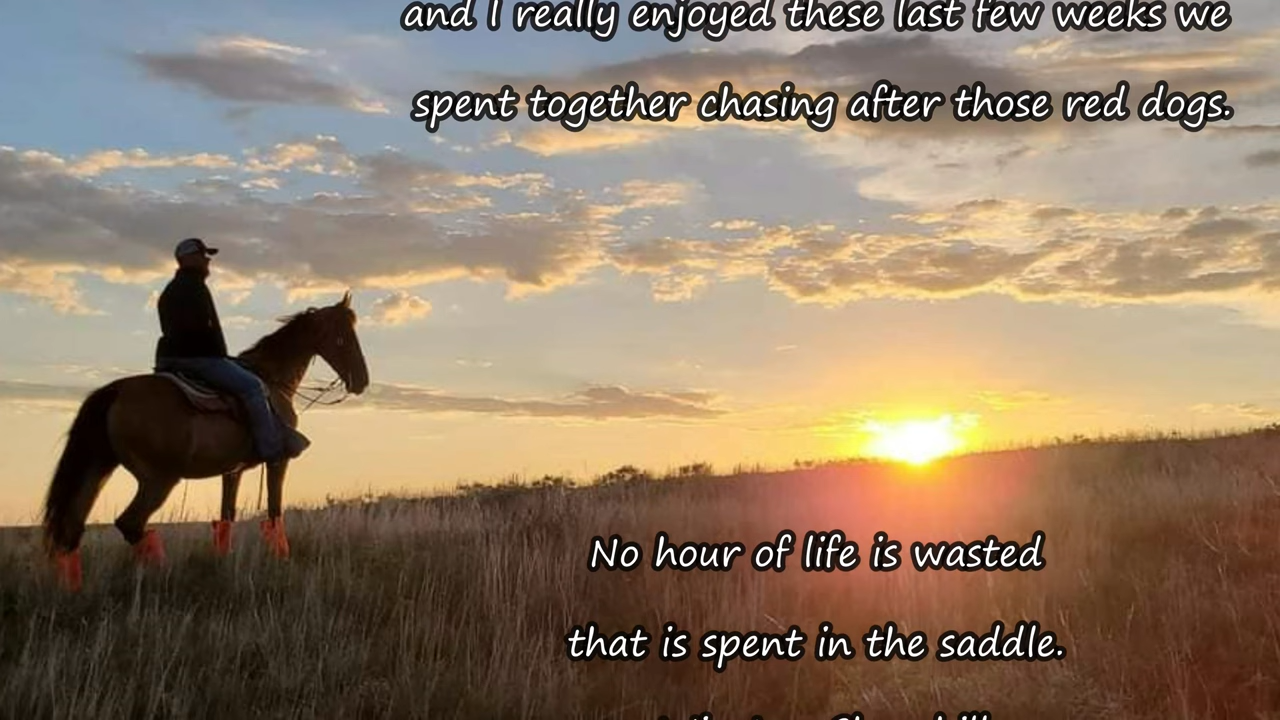 and I really enjoyed these last few weeks we
spent together chasing after those red dogs.
No hour of life is wasted
that is spent in the saddle.